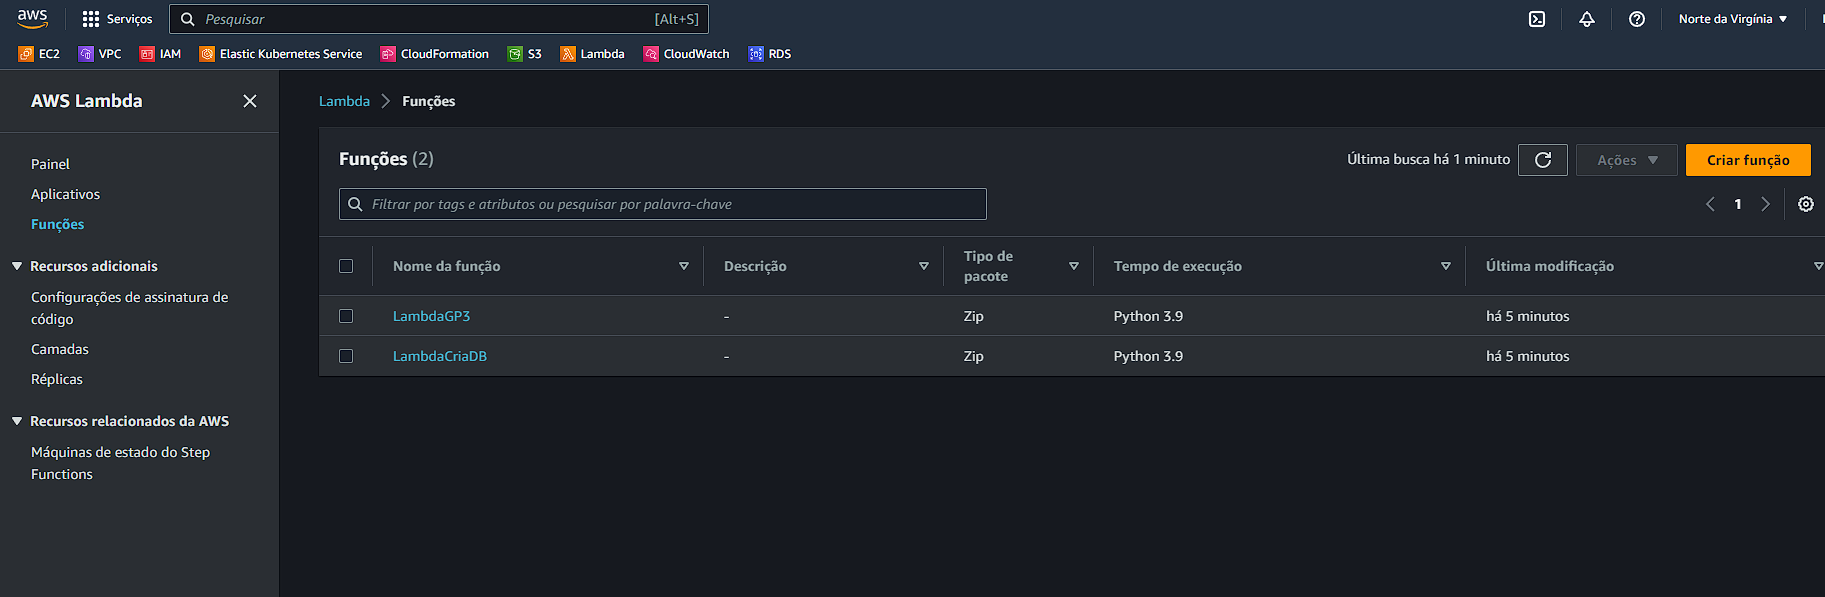 aws Serviços Pesquisar [Alt+S] Norte da Virgínia
EC2 VPC IAM Elastic Kubernetes Service CloudFormation S3 Lambda CloudWatch RDS
AWS Lambda
Painel
Aplicativos
Funções
Recursos adicionais
Configurações de assinatura de
código
Camadas
Réplicas
Recursos relacionados da AWS
Máquinas de estado do Step
Functions
Lambda Funções
Funções (2)
Última busca há 1 minuto Ações Criar função
Filtrar por tags e atributos ou pesquisar por palavra-chave
1
Nome da função Descrição Tipo de
pacote Tempo de execução Última modificação
LambdaGP3 - Zip Python 3.9 há 5 minutos
LambdaCriaDB - Zip Python 3.9 há 5 minutos